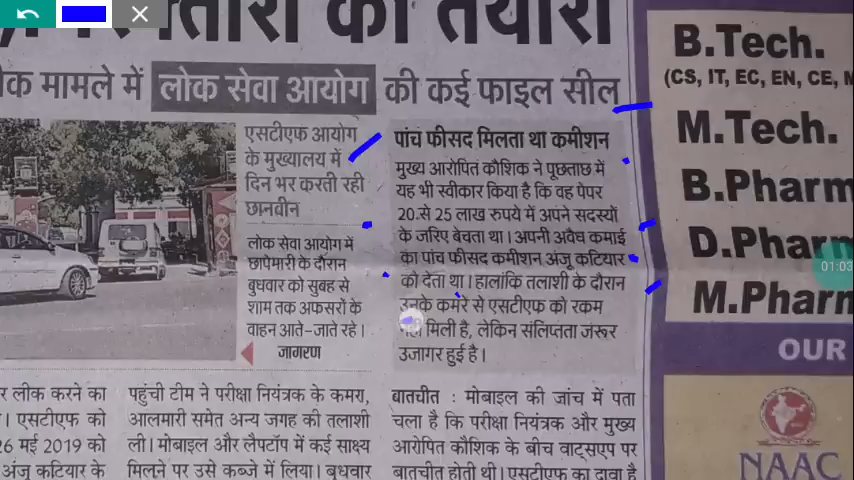 की तयारी
क मामले में लोक सेवा आयोग की कई फाइल सील
एसटीएफ आयोग
के मुख्यालय में
दिन भर करती रही
छानबीन
लोक सेवा आयोग में
छापेमारी के दौरान
बुधवार को सुबह से
शाम तक अफसरों के
वाहन आते-जाते रहे।
जागरण
पांच फीसद मिलता था कमीशन
मुख्य आरोपित कौशिक ने पूछताछ में
यह भी स्वीकार किया है कि वह पेपर
20 से 25 लाख रुपये में अपने सदस्यों
के जरिए बेचता था। अपनी अवैध कमाई
का पांच फीसद कमीशन अंजू कटियार
को देता था। हालांकि तलाशी के दौरान
उनके कमरे से एसटीएफ को रकम
मिली है, लेकिन संलिप्तता जरूर
उजागर हुई है।
र लीक करने का
। एसटीएफ को
26 मई 2019 को
अंजू कटियार के
पहुंची टीम ने परीक्षा नियंत्रक के कमरा,
आलमारी समेत अन्य जगह की तलाशी
ली। मोबाइल और लैपटॉप में कई साक्ष्य
मिलने पर उसे कब्जे में लिया। बुधवार
बातचीत : मोबाइल की जांच में पता
चला है कि परीक्षा नियंत्रक और मुख्य
आरोपित कौशिक के बीच वाट्सएप पर
बातचीत होती थी। एसटीएफ का दावा है
B.Tech.
(CS, IT, EC, EN, CE, M
M.Tech.
B.Pharm
D.Pharm
M.Pharm
01:03
OUR
NAAC